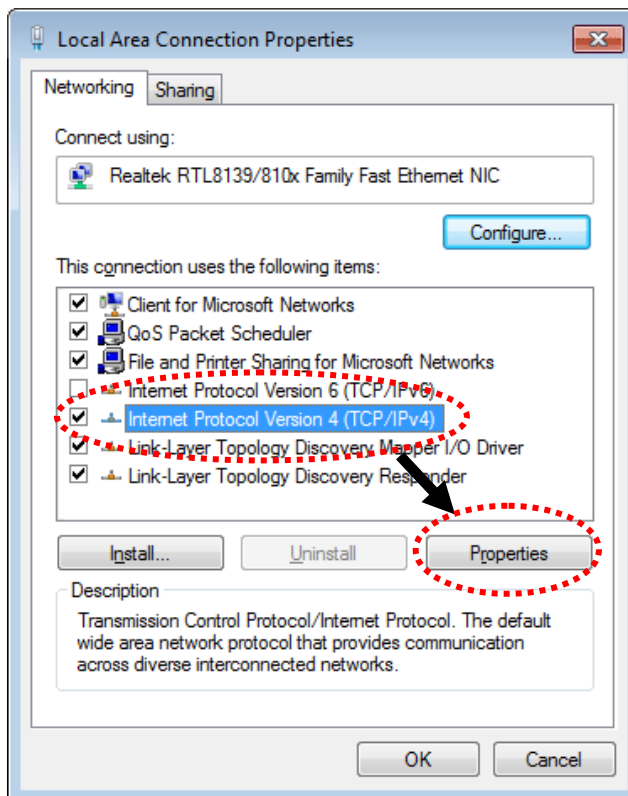 Local Area Connection Properties
Networking
Sharing
Connect using:
Realtek RTL8139/810x Family Fast Ethernet NIC
Configure...
This connection uses the following items:
Client for Microsoft Networks
QoS Packet Scheduler
File and Printer Sharing for Microsoft Networks
Internet Protocol Version 6 (TCP/IPv6)
Internet Protocol Version 4 (TCP/IPv4)
Link-Layer Topology Discovery Mapper I/O Driver
Link-Layer Topology Discovery Responder
Install...
Uninstall
Properties
Description
Transmission Control Protocol/Internet Protocol. The default
wide area network protocol that provides communication
across diverse interconnected networks.
OK
Cancel